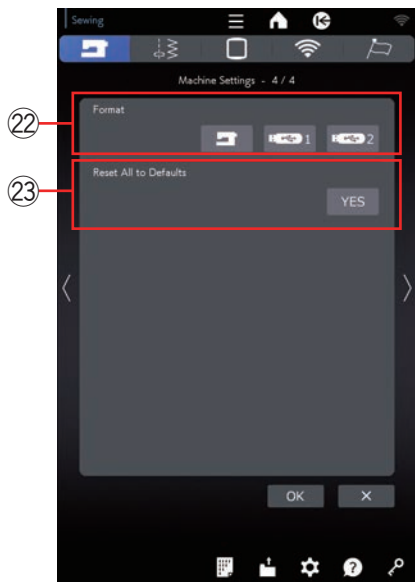 Sewing
Machine Settings - 4 / 4
㉒
Format
1
2
㉓
Reset All to Defaults
YES
OK
X